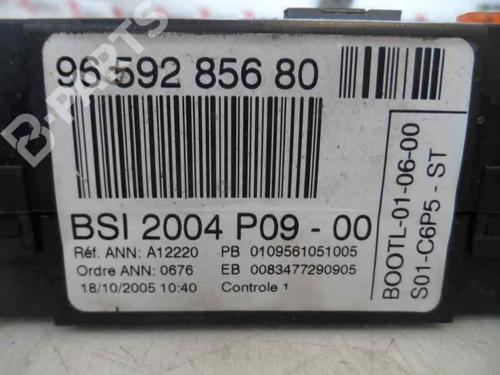 96 592 856 80
BSI 2004 P09 - 00
Réf. ANN: A12220 PB 0109561051005
Ordre ANN: 0676 EB 0083477290905
18/10/2005 10:40 Controle 1
BOOTL-01-06-00
S01-C6P5 - ST
B-PARTS